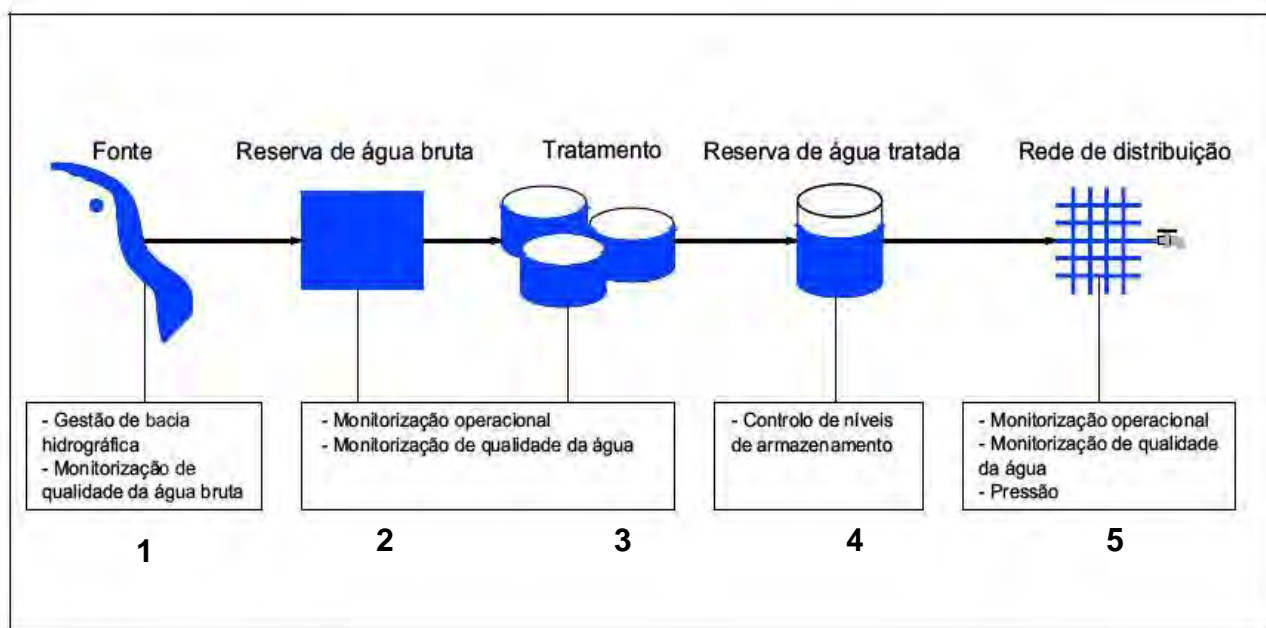 Fonte
Reserva de água bruta
Tratamento
Reserva de água tratada
Rede de distribuição
- Gestão de bacia
hidrográfica
- Monitorização de
qualidade da água bruta
- Monitorização operacional
- Monitorização de qualidade da água
- Controlo de níveis
de armazenamento
- Monitorização operacional
- Monitorização de qualidade
da água
- Pressão
1
2
3
4
5